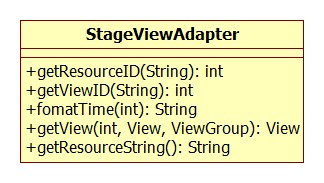 StageViewAdapter
+getResourceID(String): int
+getViewID(String): int
+fomatTime(int): String
+getView(int, View, ViewGroup): View
+getResourceString(): String